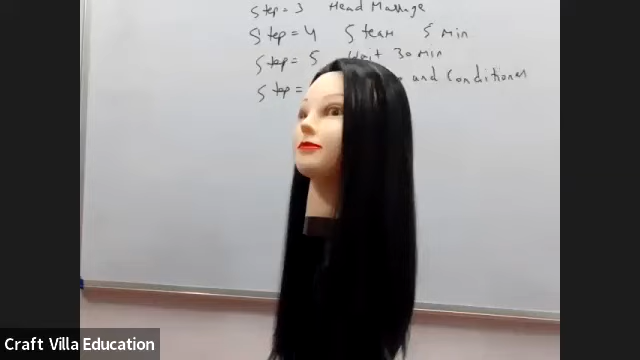 Step = 3 Head Massage
Step = 4 Steam 5 min
Step = 5 Wait 30 min
Step = and Conditioner
Craft Villa Education